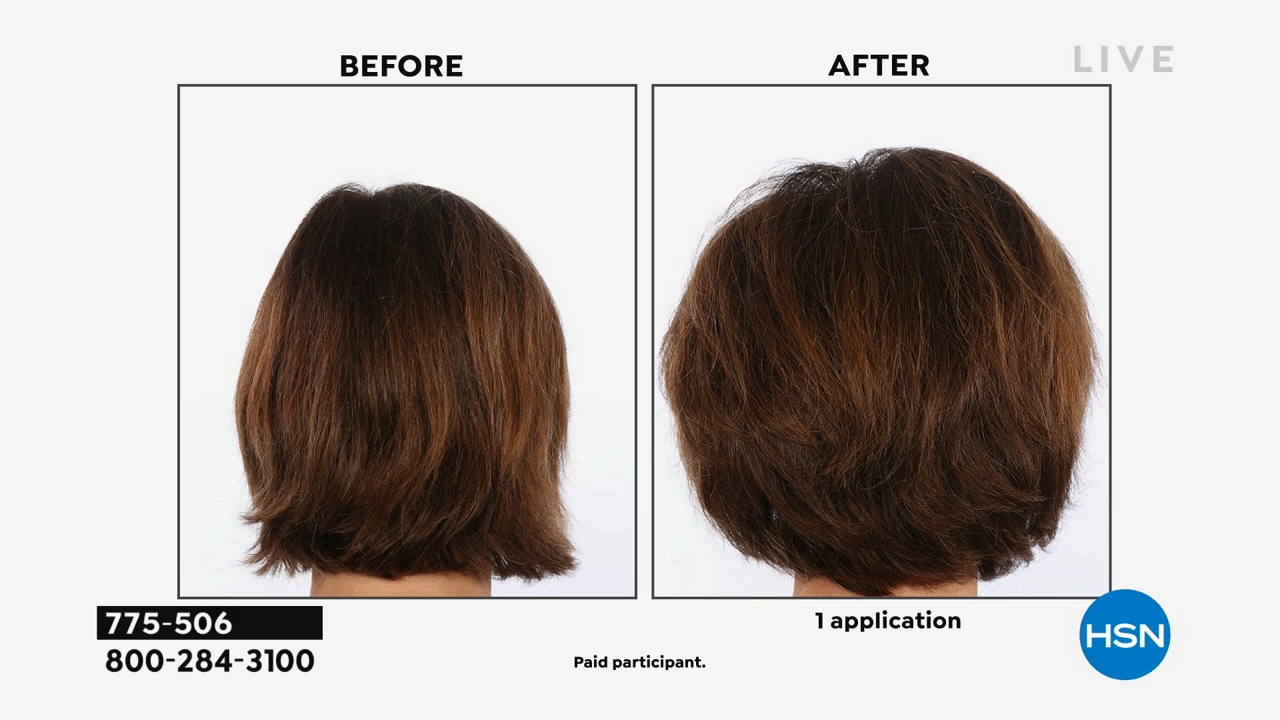 BEFORE
AFTER
LIVE
775-506
800-284-3100
1 application
Paid participant.
HSN